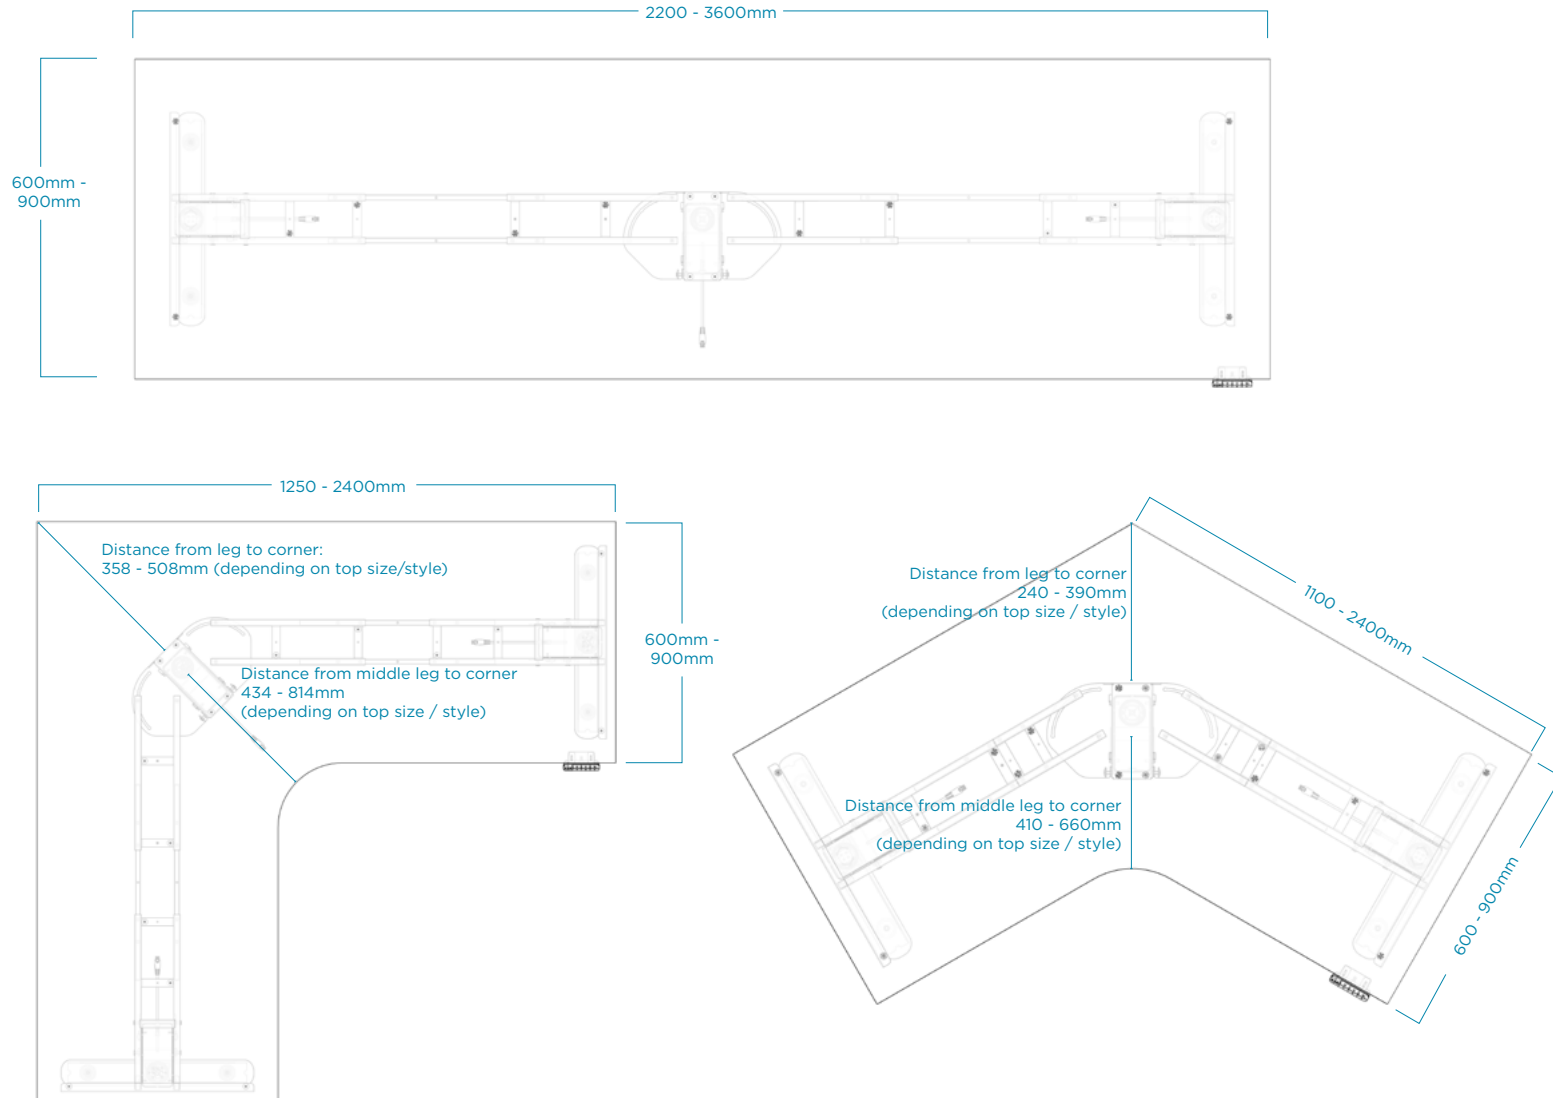 2200 - 3600mm
600mm -
900mm
1250 - 2400mm
Distance from leg to corner:
358 - 508mm (depending on top size/style)
600mm -
900mm
Distance from middle leg to corner
434 - 814mm
(depending on top size / style)
Distance from leg to corner
240 - 390mm
(depending on top size / style)
1100 - 2400mm
Distance from middle leg to corner
410 - 660mm
(depending on top size / style)
600 - 900mm